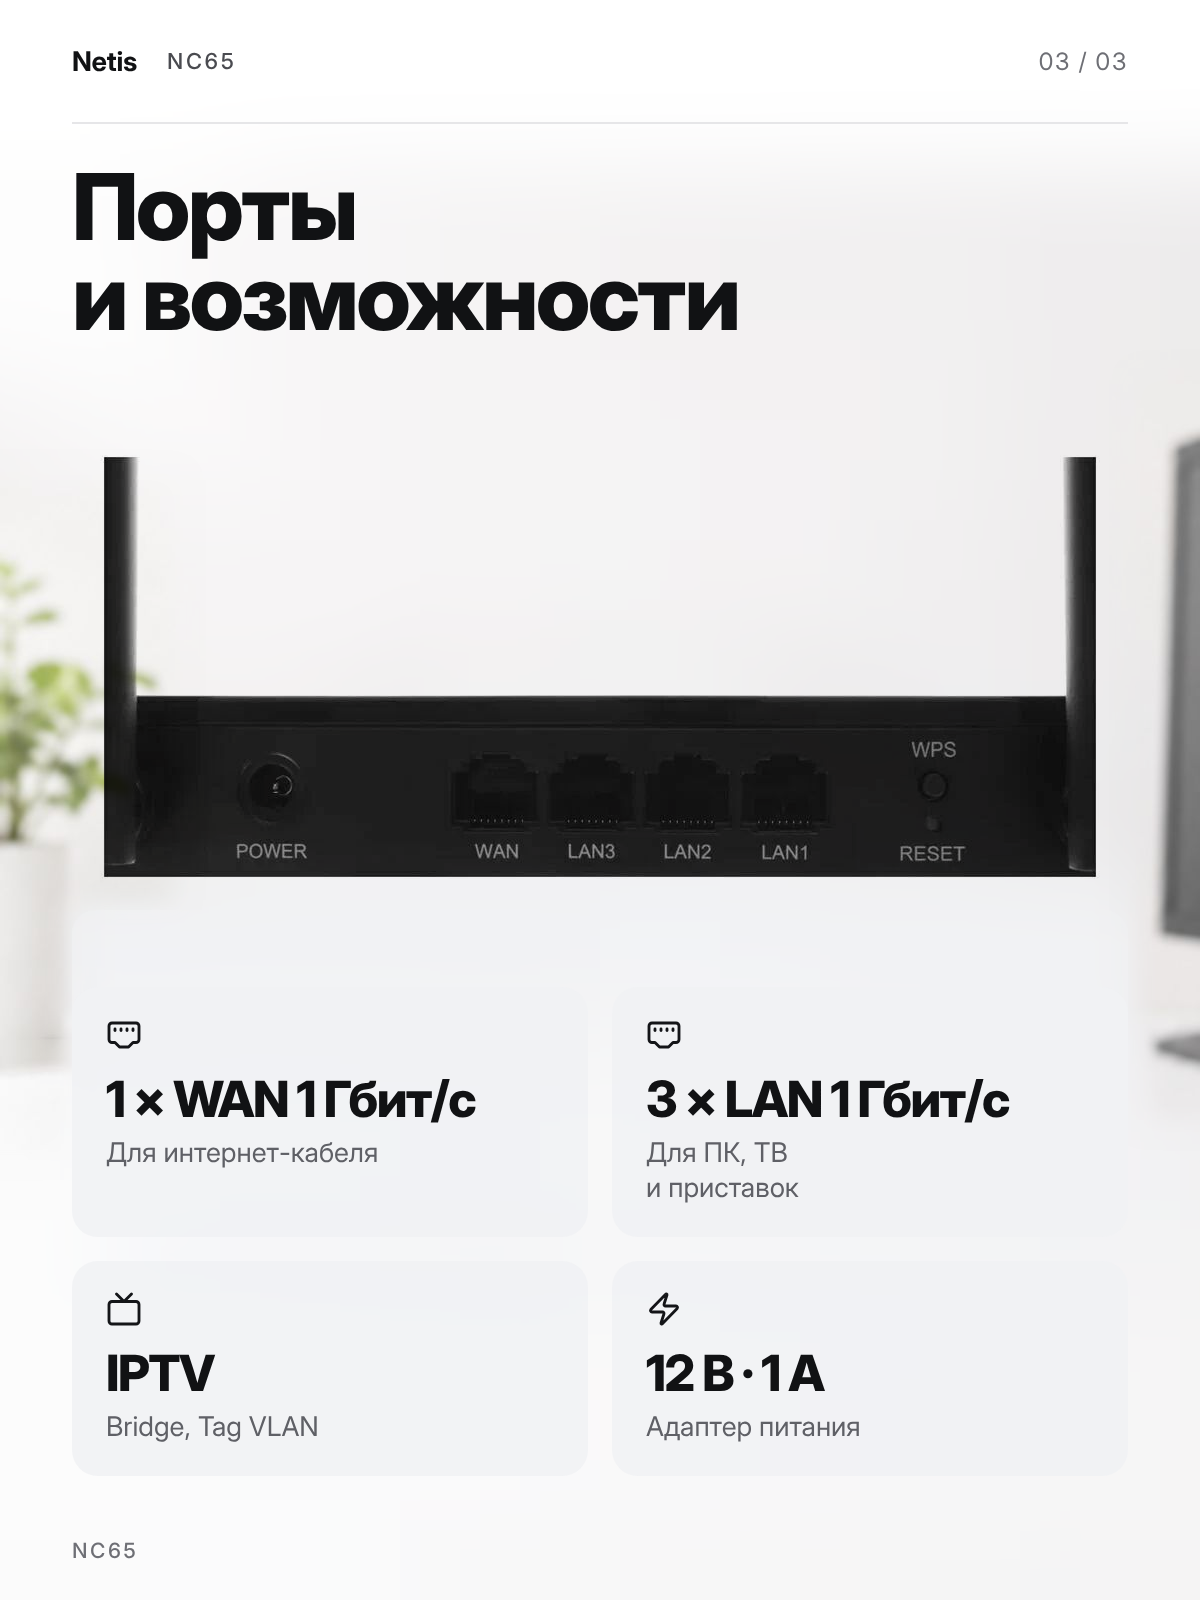 Netis NC65 03 / 03
Порты
и возможности
WPS
POWER WAN LAN3 LAN2 LAN1 RESET
1 × WAN 1 Гбит/с
Для интернет-кабеля
3 × LAN 1 Гбит/с
Для ПК, ТВ
и приставок
IPTV
Bridge, Tag VLAN
12 В · 1 А
Адаптер питания
NC65